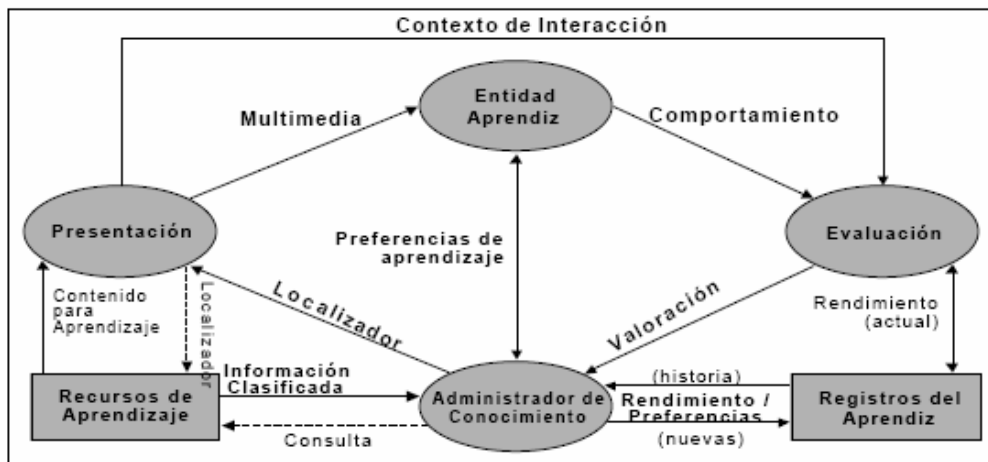 Contexto de Interacción
Entidad
Aprendiz
Multimedia
Comportamiento
Presentación
Evaluación
Preferencias de
aprendizaje
Contenido
para
Aprendizaje
Localizador
Localizador
Valoración
Rendimiento
(actual)
Recursos de
Aprendizaje
Información
Clasificada
Consulta
Administrador de
Conocimiento
(historia)
Rendimiento /
Preferencias
(nuevas)
Registros del
Aprendiz